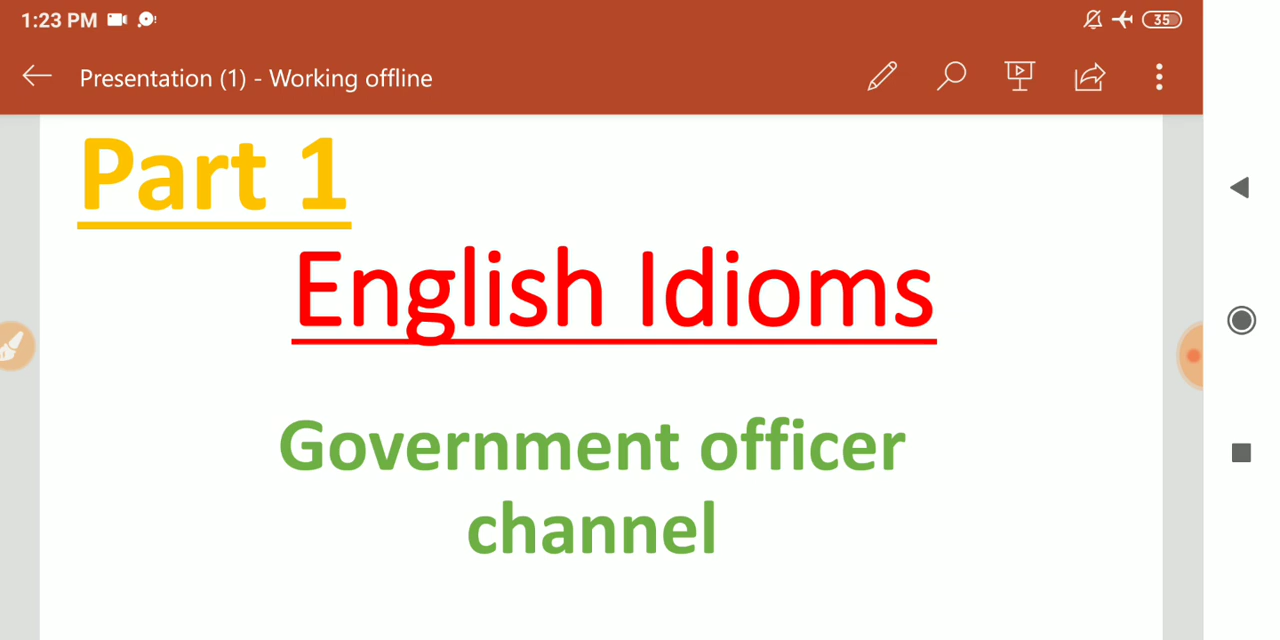 1:23 PM
35
Presentation (1) - Working offline
Part 1
English Idioms
Government officer
channel